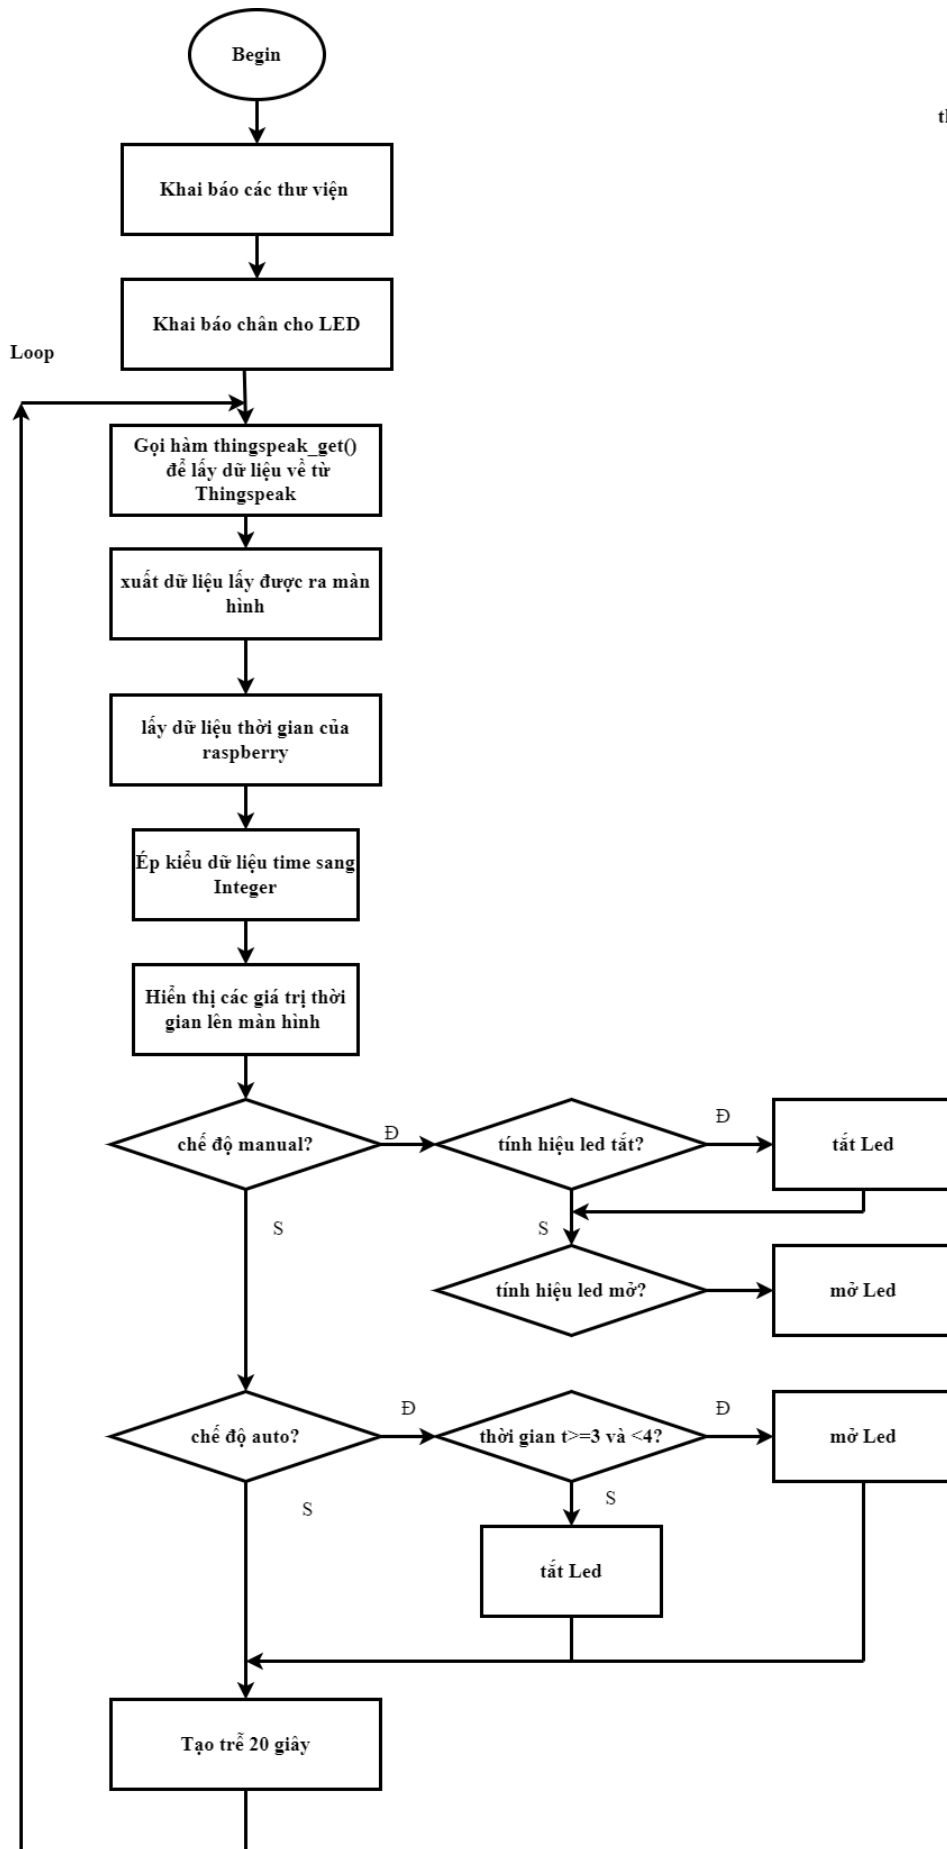 Begin
Khai báo các thư viện
Khai báo chân cho LED
Loop
Gọi hàm thingspeak_get()
để lấy dữ liệu về từ
Thingspeak
xuất dữ liệu lấy được ra màn
hình
lấy dữ liệu thời gian của
raspberry
Ép kiểu dữ liệu time sang
Integer
Hiển thị các giá trị thời
gian lên màn hình
chế độ manual?
Đ
tính hiệu led tắt?
Đ
tắt Led
S
S
tính hiệu led mở?
mở Led
chế độ auto?
Đ
thời gian t>=3 và <4?
Đ
mở Led
S
S
tắt Led
Tạo trễ 20 giây